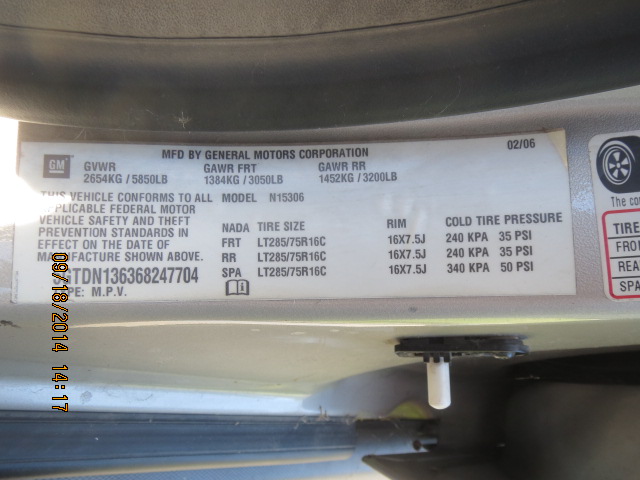 MFD BY GENERAL MOTORS CORPORATION 02/06
GM
GVWR GAWR FRT GAWR RR
2654KG / 5850LB 1384KG / 3050LB 1452KG / 3200LB
THIS VEHICLE CONFORMS TO ALL MODEL N15306
APPLICABLE FEDERAL MOTOR
VEHICLE SAFETY AND THEFT
PREVENTION STANDARDS IN
EFFECT ON THE DATE OF
MANUFACTURE SHOWN ABOVE.
NADA TIRE SIZE RIM COLD TIRE PRESSURE
FRT LT285/75R16C 16X7.5J 240 KPA 35 PSI
RR LT285/75R16C 16X7.5J 240 KPA 35 PSI
SPA LT285/75R16C 16X7.5J 340 KPA 50 PSI
GTDN136368247704
PE: M.P.V.
The co
TIRE
FRO
REA
SPA
09/18/2014 14:17